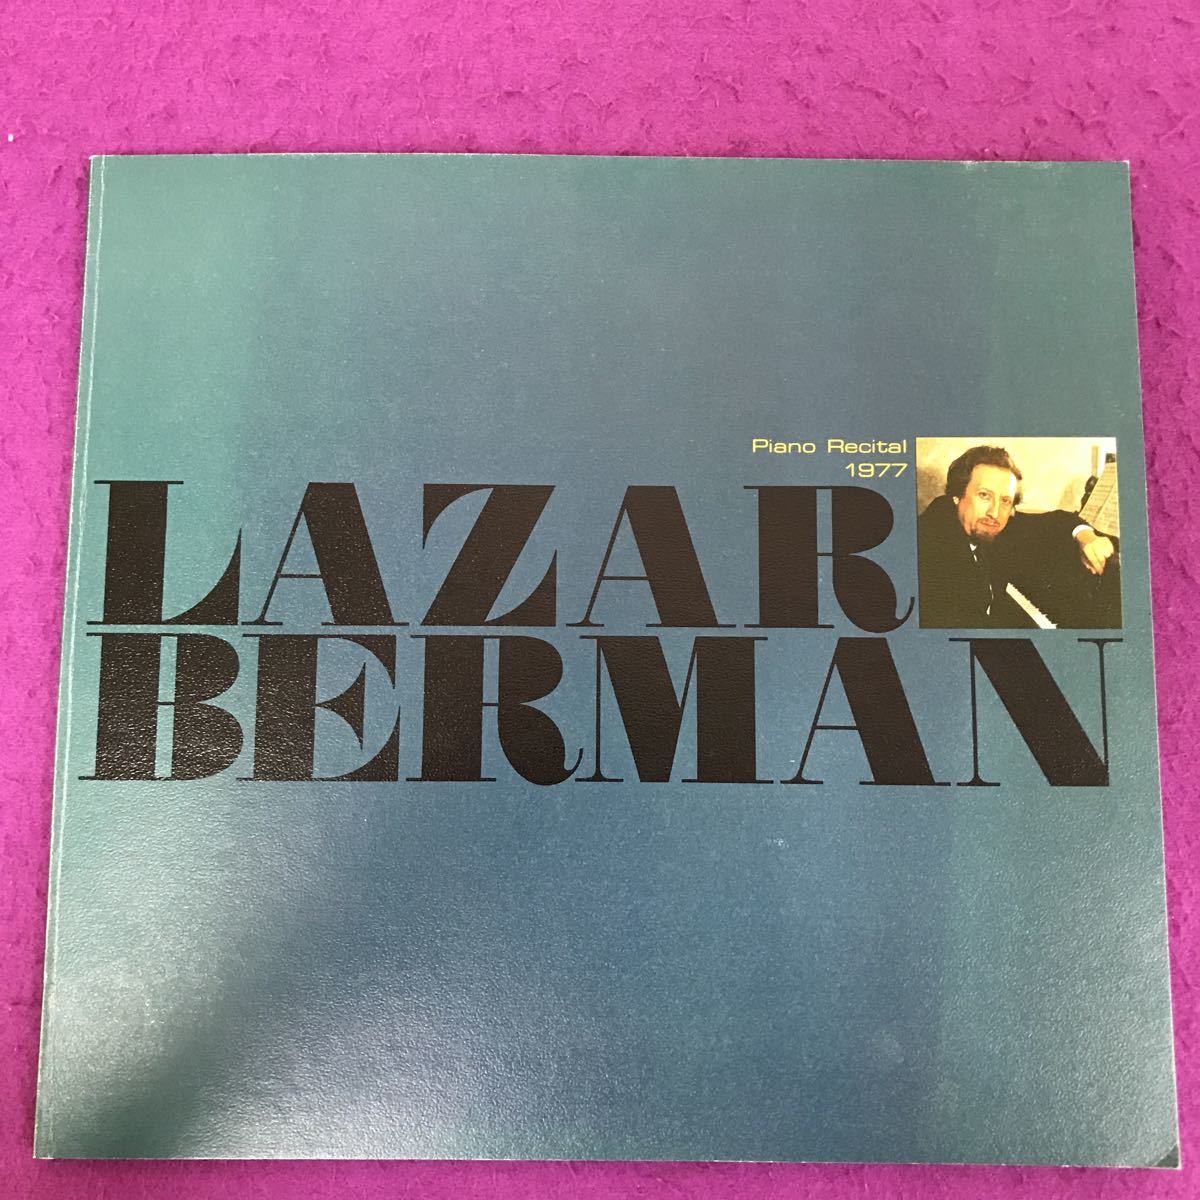 Piano Recital
1977
LAZAR
BERMAN